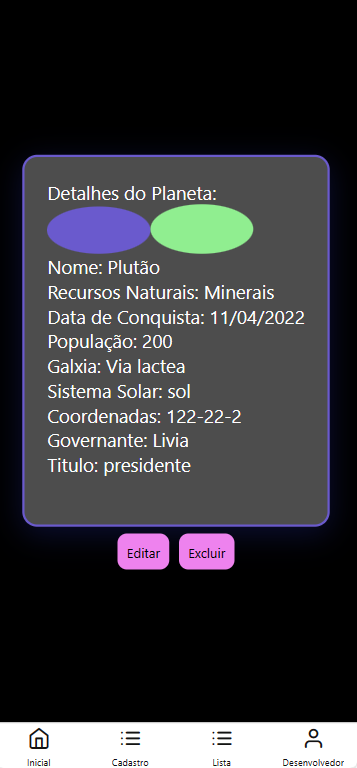 Detalhes do Planeta:
Nome: Plutão
Recursos Naturais: Minerais
Data de Conquista: 11/04/2022
População: 200
Galxia: Via lactea
Sistema Solar: sol
Coordenadas: 122-22-2
Governante: Livia
Titulo: presidente
Editar Excluir
Inicial Cadastro Lista Desenvolvedor